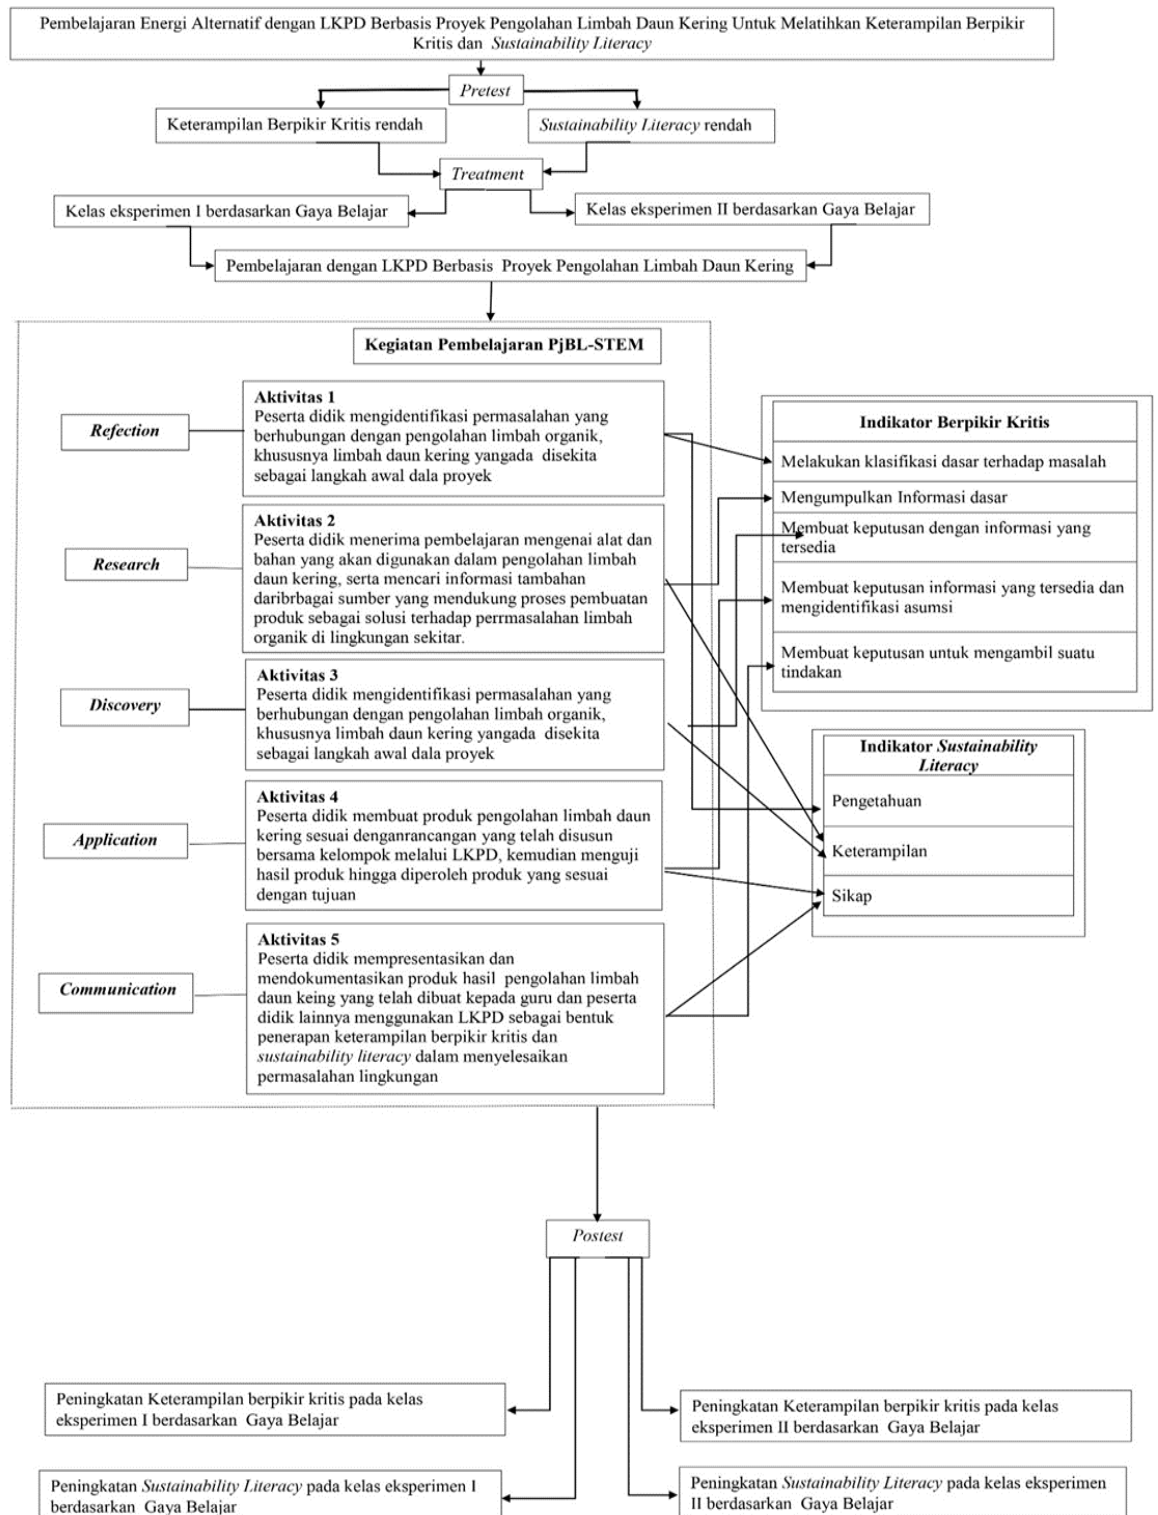 Pembelajaran Energi Alternatif dengan LKPD Berbasis Proyek Pengolahan Limbah Daun Kering Untuk Melatihkan Keterampilan Berpikir
Kritis dan Sustainability Literacy
Pretest
Keterampilan Berpikir Kritis rendah
Sustainability Literacy rendah
Treatment
Kelas eksperimen I berdasarkan Gaya Belajar
Kelas eksperimen II berdasarkan Gaya Belajar
Pembelajaran dengan LKPD Berbasis Proyek Pengolahan Limbah Daun Kering
Kegiatan Pembelajaran PjBL-STEM
Refection
Aktivitas 1
Peserta didik mengidentifikasi permasalahan yang
berhubungan dengan pengolahan limbah organik,
khususnya limbah daun kering yangada disekita
sebagai langkah awal dala proyek
Research
Aktivitas 2
Peserta didik menerima pembelajaran mengenai alat dan
bahan yang akan digunakan dalam pengolahan limbah
daun kering, serta mencari informasi tambahan
daribrbagai sumber yang mendukung proses pembuatan
produk sebagai solusi terhadap perrmasalahan limbah
organik di lingkungan sekitar.
Discovery
Aktivitas 3
Peserta didik mengidentifikasi permasalahan yang
berhubungan dengan pengolahan limbah organik,
khususnya limbah daun kering yangada disekita
sebagai langkah awal dala proyek
Application
Aktivitas 4
Peserta didik membuat produk pengolahan limbah daun
kering sesuai denganrancangan yang telah disusun
bersama kelompok melalui LKPD, kemudian menguji
hasil produk hingga diperoleh produk yang sesuai
dengan tujuan
Communication
Aktivitas 5
Peserta didik mempresentasikan dan
mendokumentasikan produk hasil pengolahan limbah
daun keing yang telah dibuat kepada guru dan peserta
didik lainnya menggunakan LKPD sebagai bentuk
penerapan keterampilan berpikir kritis dan
sustainability literacy dalam menyelesaikan
permasalahan lingkungan
Indikator Berpikir Kritis
Melakukan klasifikasi dasar terhadap masalah
Mengumpulkan Informasi dasar
Membuat keputusan dengan informasi yang
tersedia
Membuat keputusan informasi yang tersedia dan
mengidentifikasi asumsi
Membuat keputusan untuk mengambil suatu
tindakan
Indikator Sustainability
Literacy
Pengetahuan
Keterampilan
Sikap
Postest
Peningkatan Keterampilan berpikir kritis pada kelas
eksperimen I berdasarkan Gaya Belajar
Peningkatan Keterampilan berpikir kritis pada kelas
eksperimen II berdasarkan Gaya Belajar
Peningkatan Sustainability Literacy pada kelas eksperimen I
berdasarkan Gaya Belajar
Peningkatan Sustainability Literacy pada kelas eksperimen
II berdasarkan Gaya Belajar